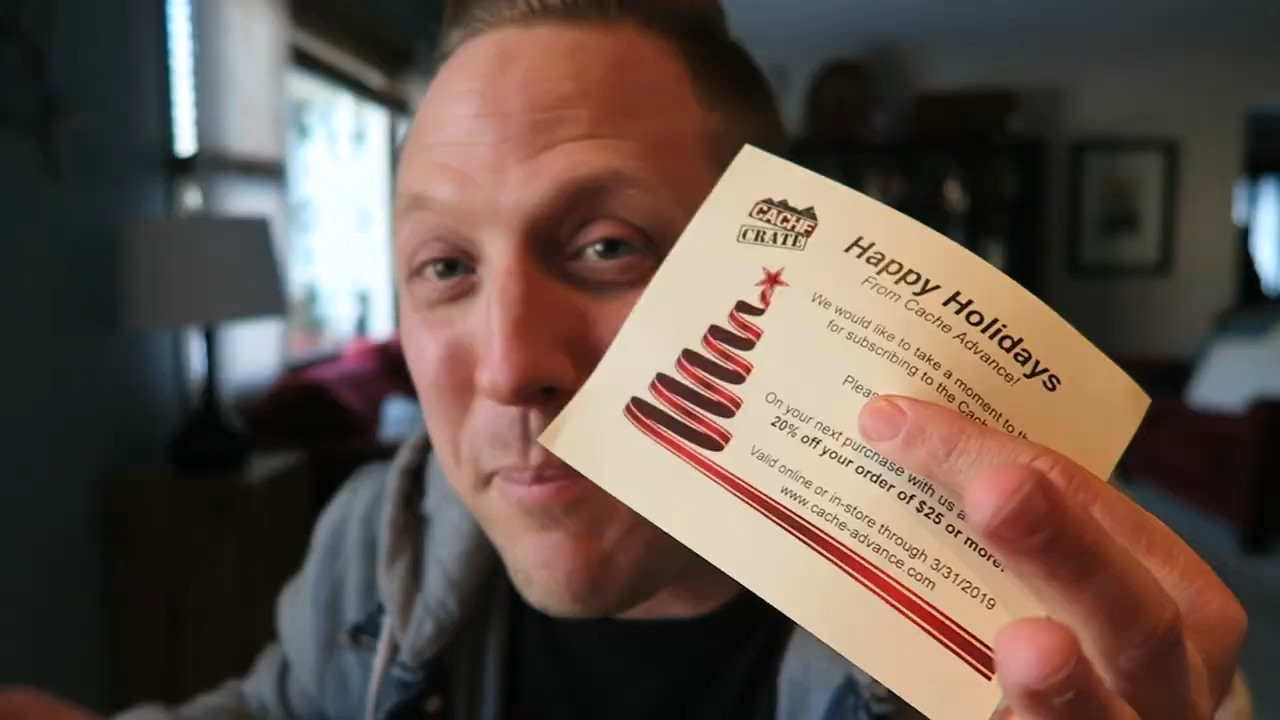 CACHE
CRATE
Happy Holidays
From Cache Advance!
We would like to take a moment to th
for subscribing to the Cach
Pleas
On your next purchase with us a
20% off your order of $25 or more.
Valid online or in-store through 3/31/2019
www.cache-advance.com